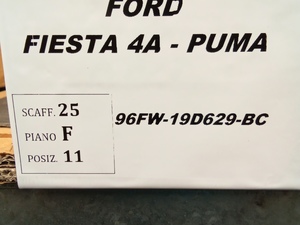 FORD
FIESTA 4A - PUMA
SCAFF. 25
PIANO F
POSIZ. 11
96FW-19D629-BC